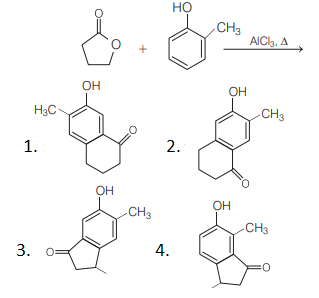 O
HO
O
CH3
+
AlCl3, Δ
OH
OH
H3C
CH3
O
1.
2.
O
OH
CH3
OH
CH3
3.
O
4.
O